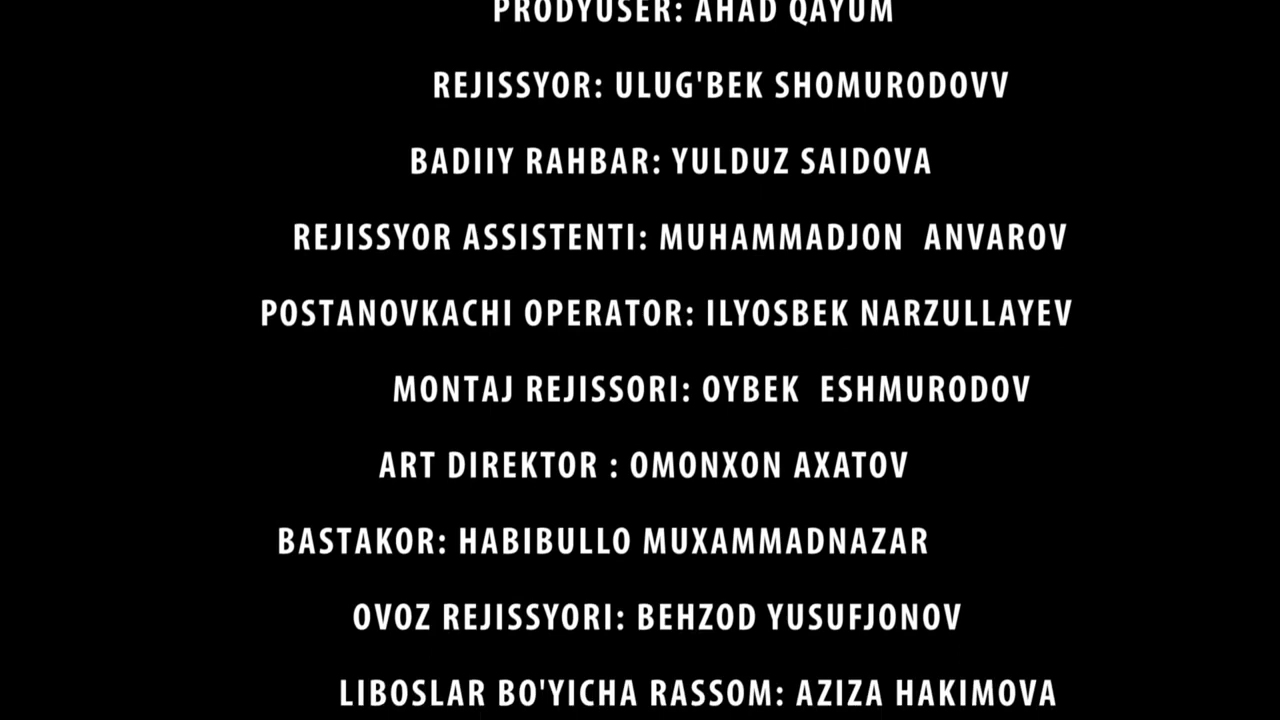 PRODYUSER: AHAD QAYUM
REJISSYOR: ULUG'BEK SHOMURODOVV
BADIIY RAHBAR: YULDUZ SAIDOVA
REJISSYOR ASSISTENTI: MUHAMMADJON  ANVAROV
POSTANOVKACHI OPERATOR: ILYOSBEK NARZULLAYEV
MONTAJ REJISSORI: OYBEK  ESHMURODOV
ART DIREKTOR : OMONXON AXATOV
BASTAKOR: HABIBULLO MUXAMMADNAZAR
OVOZ REJISSYORI: BEHZOD YUSUFJONOV
LIBOSLAR BO'YICHA RASSOM: AZIZA HAKIMOVA